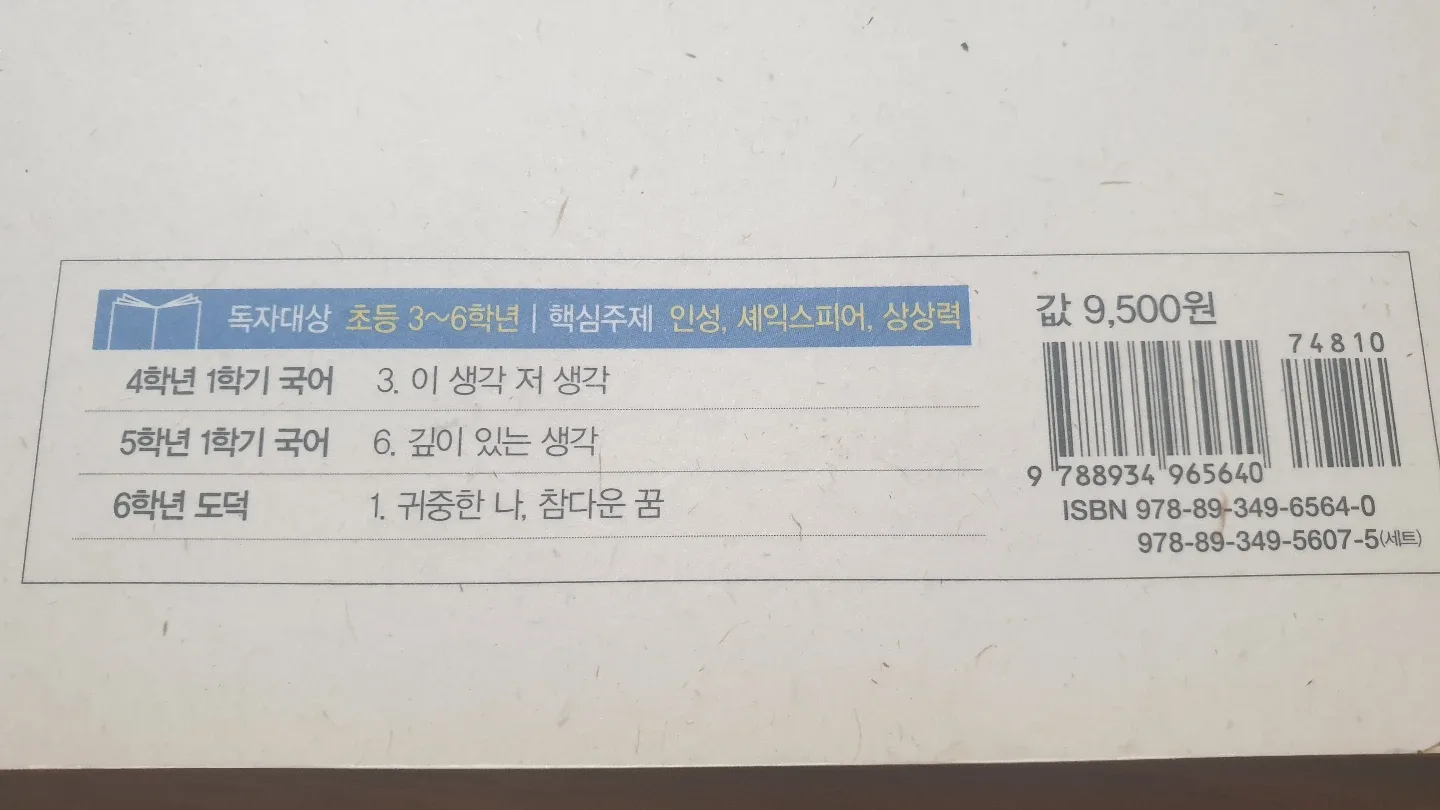 독자대상 초등 3~6학년 | 핵심주제 인성, 셰익스피어, 상상력
4학년 1학기 국어 3. 이 생각 저 생각
5학년 1학기 국어 6. 깊이 있는 생각
6학년 도덕 1. 귀중한 나, 참다운 꿈
값 9,500원
74810
9 788934 965640
ISBN 978-89-349-6564-0
978-89-349-5607-5(세트)